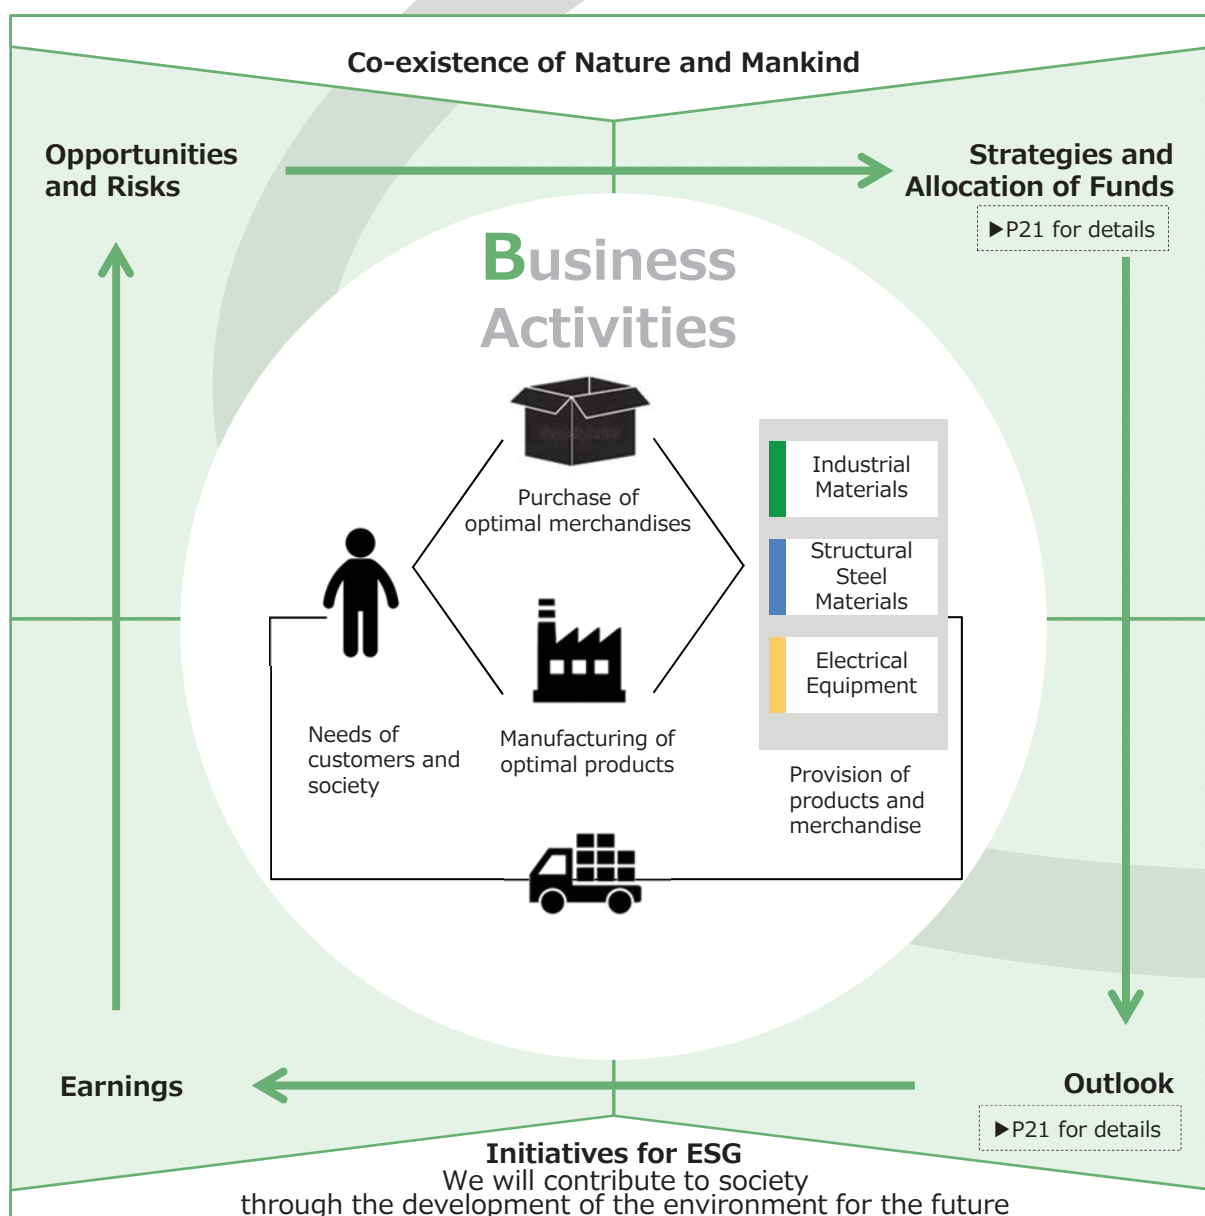 Co-existence of Nature and Mankind
Opportunities
and Risks
Strategies and
Allocation of Funds
▶P21 for details
Business
Activities
Purchase of
optimal merchandises
Industrial
Materials
Structural
Steel
Materials
Electrical
Equipment
Needs of
customers and
society
Manufacturing of
optimal products
Provision of
products and
merchandise
Earnings
Outlook
▶P21 for details
Initiatives for ESG
We will contribute to society
through the development of the environment for the future